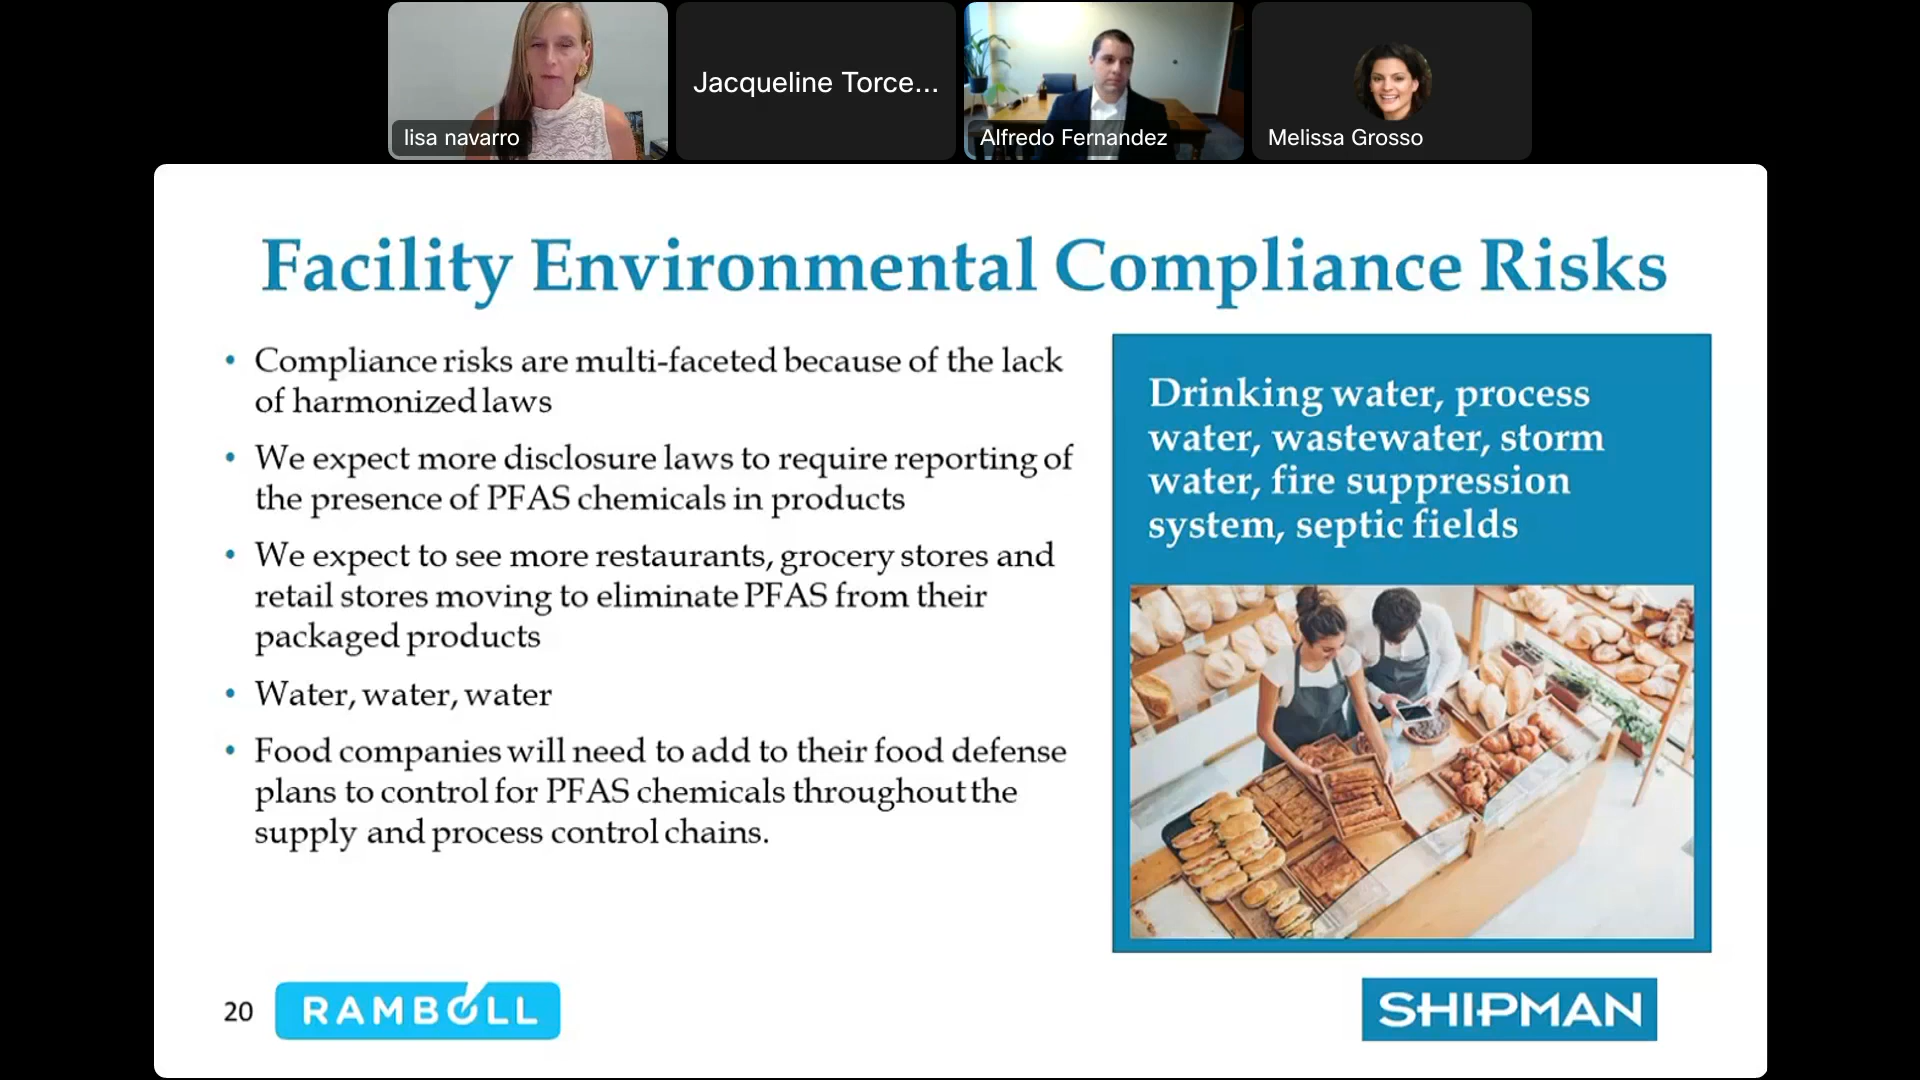 lisa navarro
Jacqueline Torce...
Alfredo Fernandez
Melissa Grosso
Facility Environmental Compliance Risks
• Compliance risks are multi-faceted because of the lack
of harmonized laws
• We expect more disclosure laws to require reporting of
the presence of PFAS chemicals in products
• We expect to see more restaurants, grocery stores and
retail stores moving to eliminate PFAS from their
packaged products
• Water, water, water
• Food companies will need to add to their food defense
plans to control for PFAS chemicals throughout the
supply and process control chains.
Drinking water, process
water, wastewater, storm
water, fire suppression
system, septic fields
20
RAMBOLL
SHIPMAN